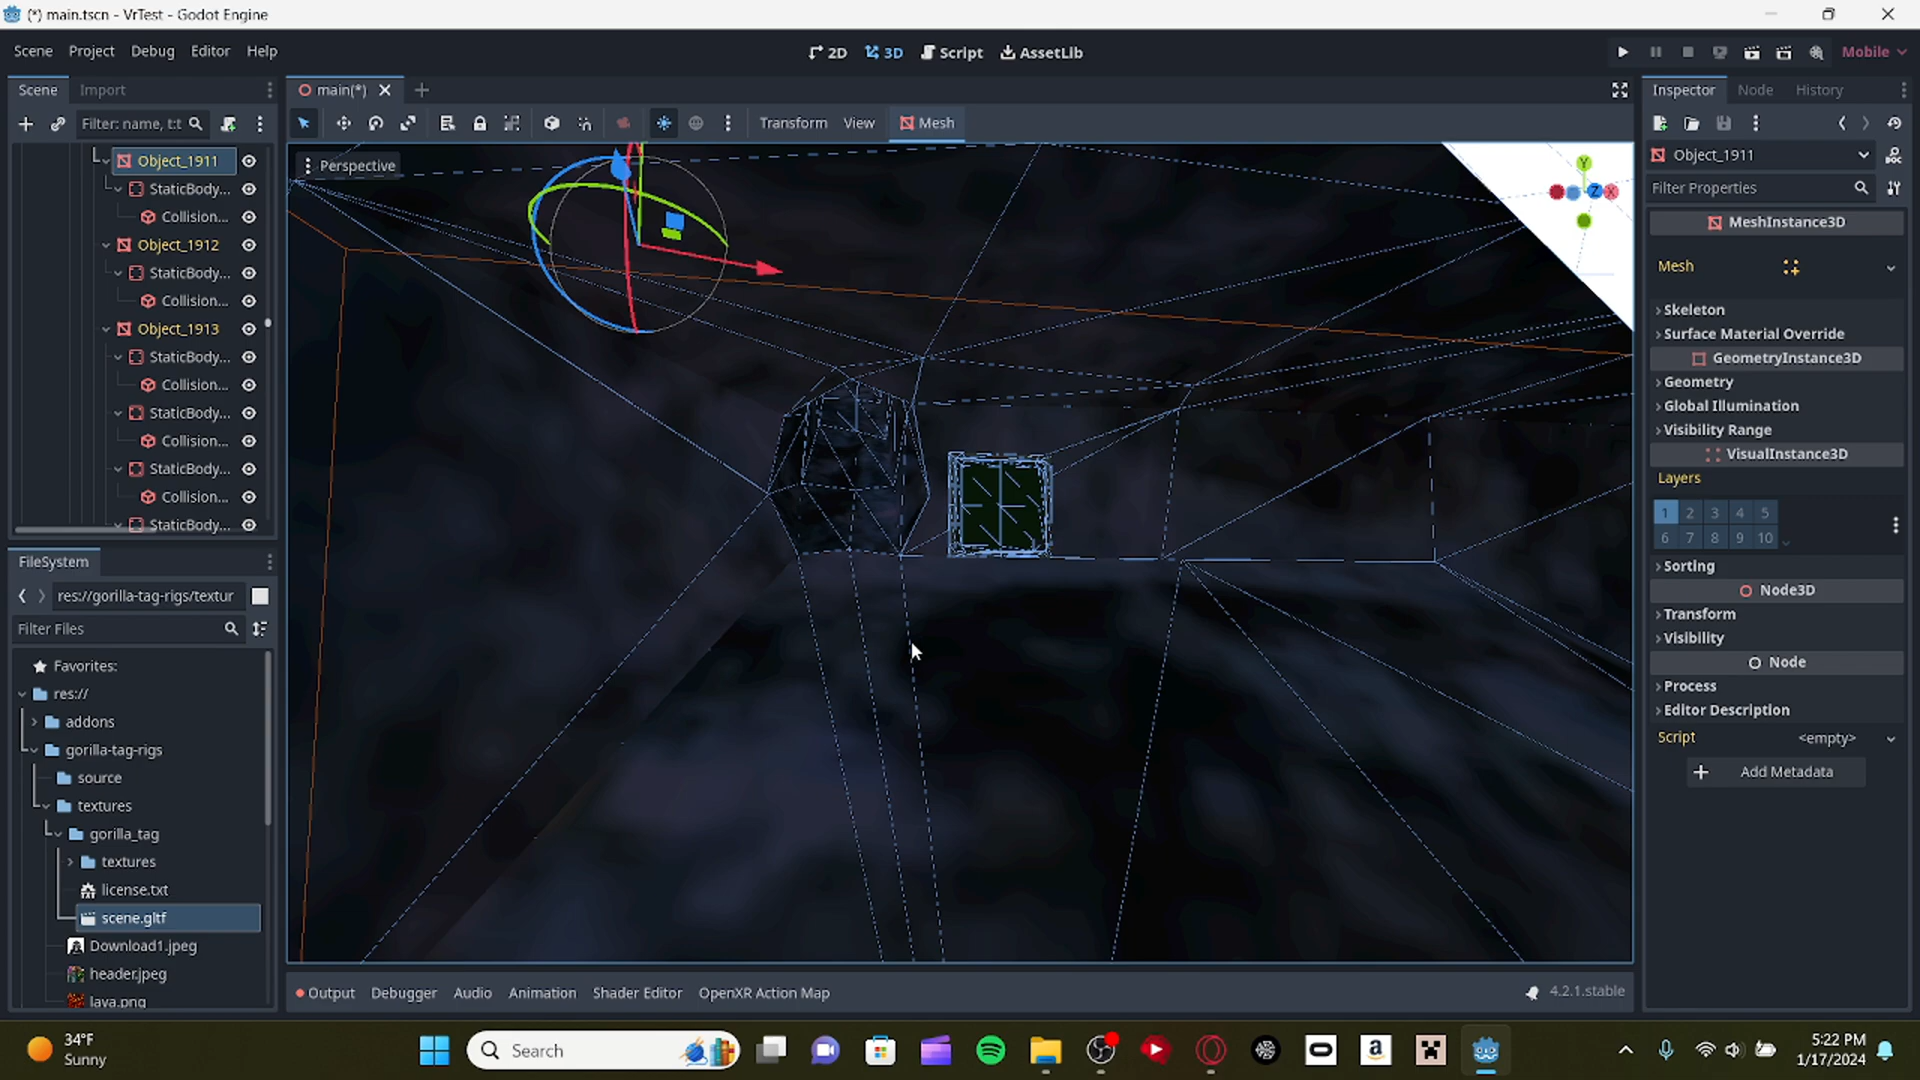 (*) main.tscn - VrTest - Godot Engine
Scene Project Debug Editor Help
2D 3D Script AssetLib
Mobile
Scene Import
main(*)
Inspector Node History
Filter: name, t:t
Transform View Mesh
Object_1911
StaticBody...
Collision...
Object_1912
StaticBody...
Collision...
Object_1913
StaticBody...
Collision...
StaticBody...
Collision...
StaticBody...
Collision...
StaticBody...
Perspective
Y
Z
X
Object_1911
Filter Properties
MeshInstance3D
Mesh
Skeleton
Surface Material Override
GeometryInstance3D
Geometry
Global Illumination
Visibility Range
VisualInstance3D
Layers
1 2 3 4 5
6 7 8 9 10
Sorting
Node3D
Transform
Visibility
Node
Process
Editor Description
Script <empty>
Add Metadata
FileSystem
res://gorilla-tag-rigs/textur
Filter Files
Favorites:
res://
addons
gorilla-tag-rigs
source
textures
gorilla_tag
textures
license.txt
scene.gltf
Download1.jpeg
header.jpeg
lava.png
Output Debugger Audio Animation Shader Editor OpenXR Action Map
4.2.1.stable
34°F
Sunny
Search
a
5:22 PM
1/17/2024